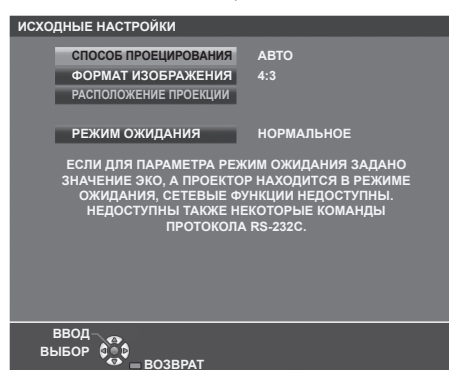 ИСХОДНЫЕ НАСТРОЙКИ
СПОСОБ ПРОЕЦИРОВАНИЯ АВТО
ФОРМАТ ИЗОБРАЖЕНИЯ 4:3
РАСПОЛОЖЕНИЕ ПРОЕКЦИИ
РЕЖИМ ОЖИДАНИЯ НОРМАЛЬНОЕ
ЕСЛИ ДЛЯ ПАРАМЕТРА РЕЖИМ ОЖИДАНИЯ ЗАДАНО
ЗНАЧЕНИЕ ЭКО, А ПРОЕКТОР НАХОДИТСЯ В РЕЖИМЕ
ОЖИДАНИЯ, СЕТЕВЫЕ ФУНКЦИИ НЕДОСТУПНЫ.
НЕДОСТУПНЫ ТАКЖЕ НЕКОТОРЫЕ КОМАНДЫ
ПРОТОКОЛА RS-232C.
ВВОД
ВЫБОР
ВОЗВРАТ